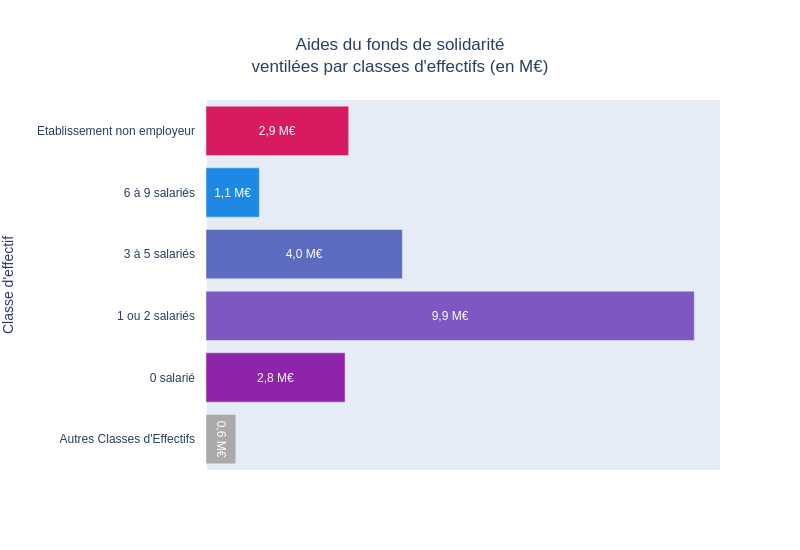 Aides du fonds de solidarité
ventilées par classes d'effectifs (en M€)
Classe d'effectif
Etablissement non employeur
2,9 M€
6 à 9 salariés
1,1 M€
3 à 5 salariés
4,0 M€
1 ou 2 salariés
9,9 M€
0 salarié
2,8 M€
Autres Classes d'Effectifs
0,6 M€